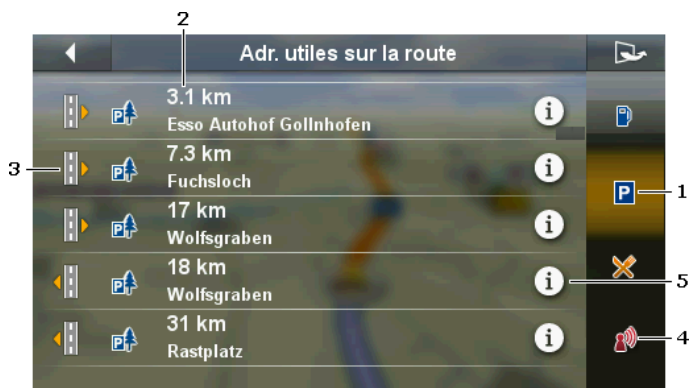 2
Adr. utiles sur la route
3.1 km
Esso Autohof Gollnhofen
i
P
7.3 km
Fuchsloch
i
3
P
1
P
17 km
Wolfsgraben
i
P
18 km
Wolfsgraben
i
5
P
31 km
Rastplatz
i
4
P